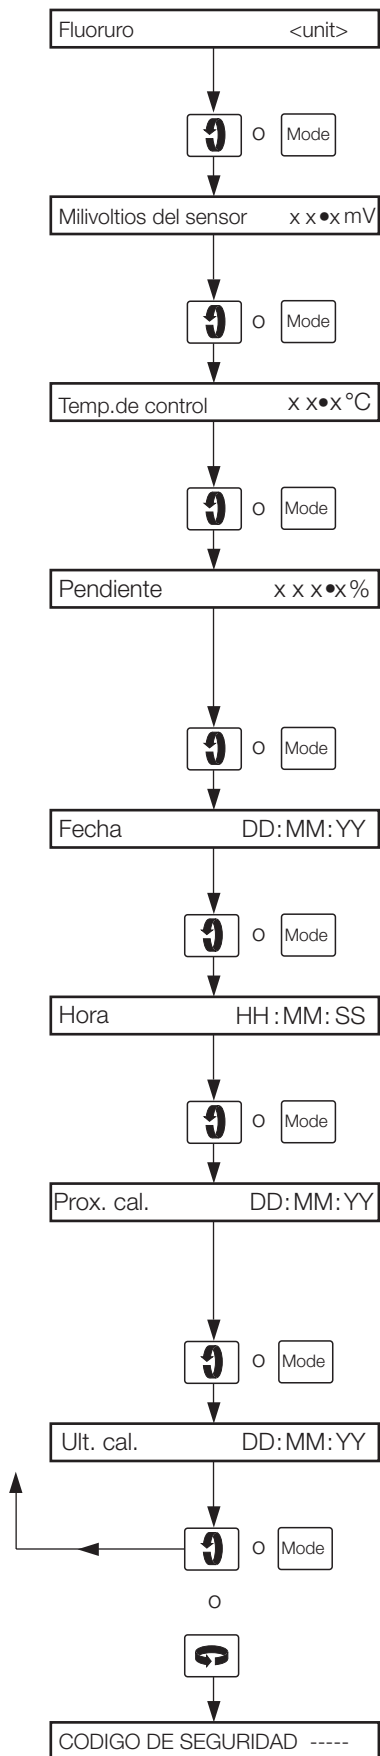 Fluoruro <unit>
o Mode
Milivoltios del sensor x x•x mV
o Mode
Temp.de control x x•x °C
o Mode
Pendiente x x x•x %
o Mode
Fecha DD:MM:YY
o Mode
Hora HH:MM:SS
o Mode
Prox. cal. DD:MM:YY
o Mode
Ult. cal. DD:MM:YY
o Mode
o
CODIGO DE SEGURIDAD -----